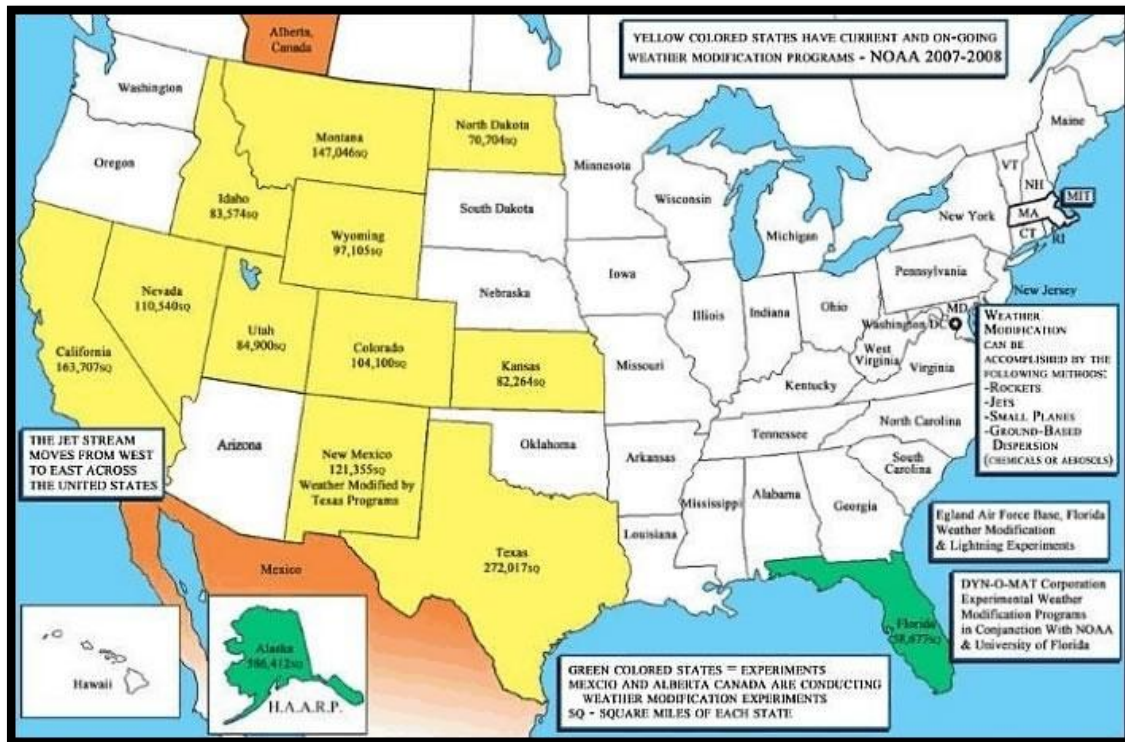 Alberta,
Canada
YELLOW COLORED STATES HAVE CURRENT AND ON-GOING
WEATHER MODIFICATION PROGRAMS - NOAA 2007-2008
Washington
Montana
147,046SQ
North Dakota
70,704SQ
Minnesota
Maine
Oregon
Idaho
83,574SQ
South Dakota
Wisconsin
VT
NH
MIT
MA
CT
RI
New York
Michigan
Wyoming
97,105SQ
Nebraska
Iowa
Pennsylvania
New Jersey
Nevada
110,540SQ
Utah
84,900SQ
Colorado
104,100SQ
Kansas
82,264SQ
Missouri
Illiois
Indiana
Ohio
MD
Washington DC
West
Virginia
Virginia
WEATHER
MODIFICATION
CAN BE
ACCOMPLISHED BY THE
FOLLOWING METHODS:
-ROCKETS
-JETS
-SMALL PLANES
-GROUND-BASED
DISPERSION
(CHEMICALS OR AEROSOLS)
California
163,707SQ
Kentucky
North Carolina
Tennessee
South
Carolina
THE JET STREAM
MOVES FROM WEST
TO EAST ACROSS
THE UNITED STATES
Arizona
New Mexico
121,355SQ
Weather Modified by
Texas Programs
Oklahoma
Arkansas
Mississippi
Alabama
Georgia
Louisiana
Egland Air Force Base, Florida
Weather Modification
& Lightning Experiments
Mexico
Texas
272,017SQ
DYN-O-MAT Corporation
Experimental Weather
Modification Programs
in Conjunction With NOAA
& University of Florida
Florida
58,677SQ
Hawaii
Alaska
586,412SQ
H.A.A.R.P.
GREEN COLORED STATES = EXPERIMENTS
MEXCIO AND ALBERTA CANADA ARE CONDUCTING
WEATHER MODIFICATION EXPERIMENTS
SQ - SQUARE MILES OF EACH STATE